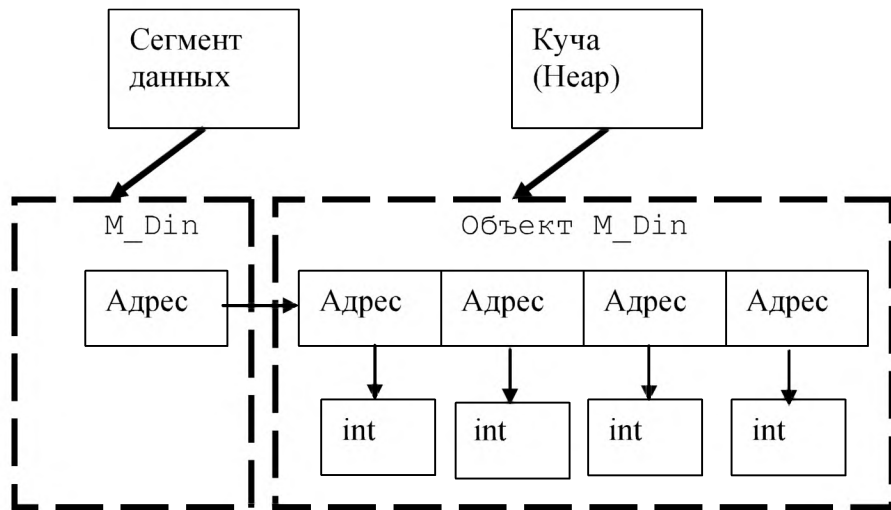 Сегмент
данных
Куча
(Heap)
M_Din
Объект M_Din
Адрес
Адрес
Адрес
Адрес
Адрес
int
int
int
int